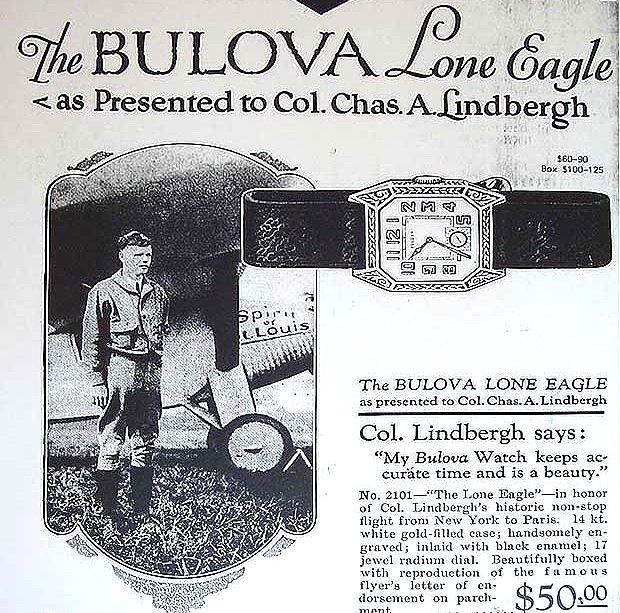 The BULOVA Lone Eagle
< as Presented to Col. Chas. A. Lindbergh
$60-90
Box $100-125
Spirit
of
t. Louis
The BULOVA LONE EAGLE
as presented to Col. Chas. A. Lindbergh
Col. Lindbergh says:
"My Bulova Watch keeps ac-
curate time and is a beauty."
No. 2101—"The Lone Eagle"—in honor
of Col. Lindbergh's historic non-stop
flight from New York to Paris. 14 kt.
white gold-filled case; handsomely en-
graved; inlaid with black enamel; 17
jewel radium dial. Beautifully boxed
with reproduction of the famous
flyer's letter of en-
dorsement on parch-
ment
$50.00